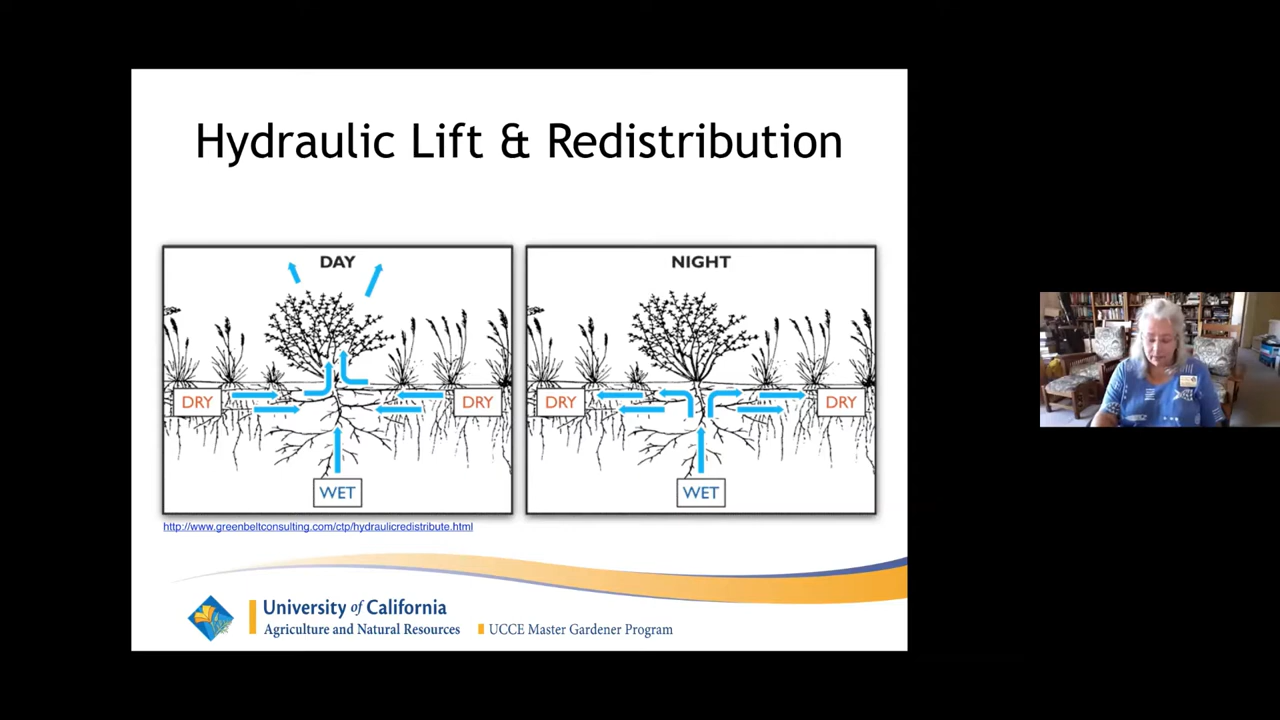 Hydraulic Lift & Redistribution
DAY
DRY
DRY
WET
NIGHT
DRY
DRY
WET
http://www.greenbeltconsulting.com/ctp/hydraulicredistribute.html
University of California
Agriculture and Natural Resources
UCCE Master Gardener Program